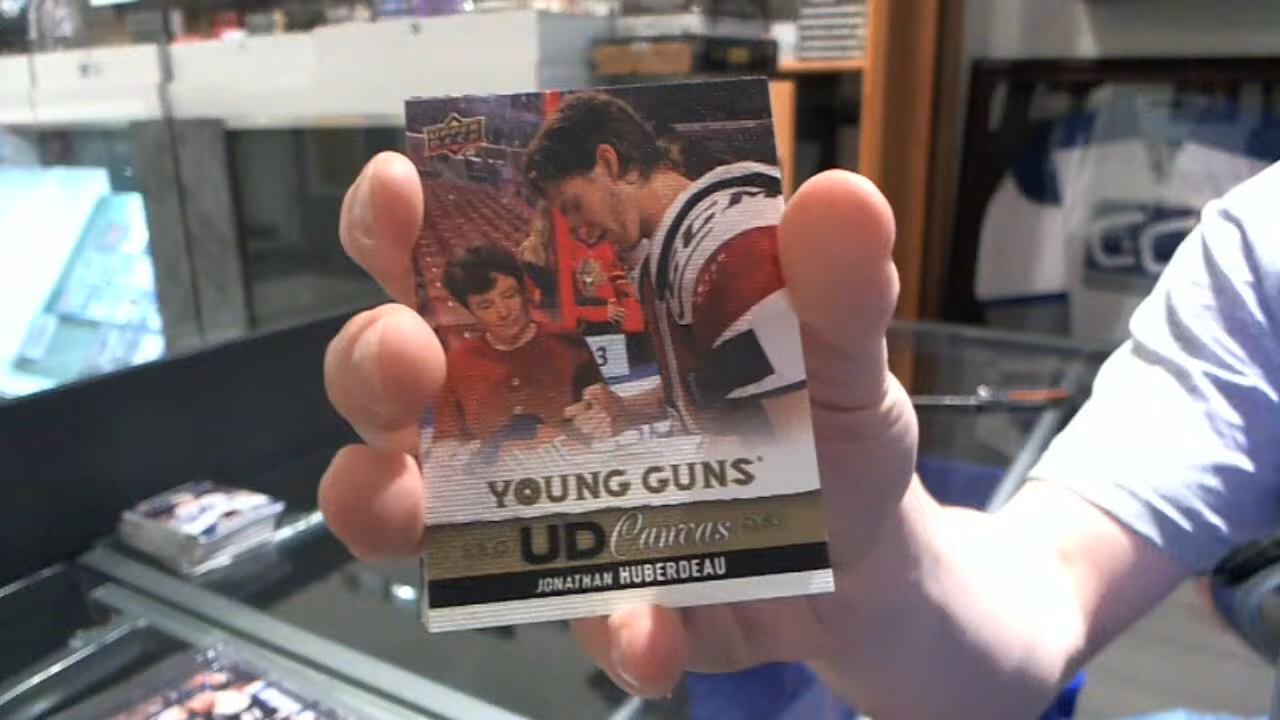 UPPER DECK
3
YOUNG GUNS
UD Canvas
JONATHAN HUBERDEAU